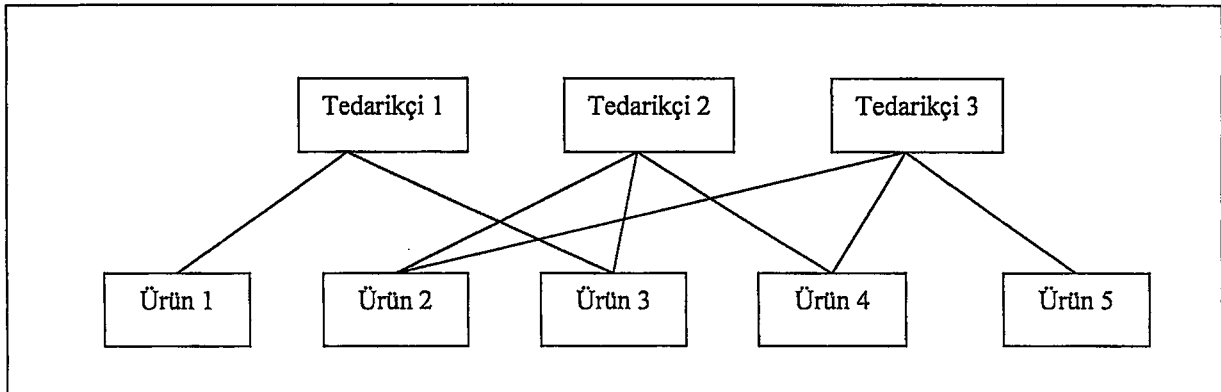 Tedarikçi 1
Tedarikçi 2
Tedarikçi 3
Ürün 1
Ürün 2
Ürün 3
Ürün 4
Ürün 5